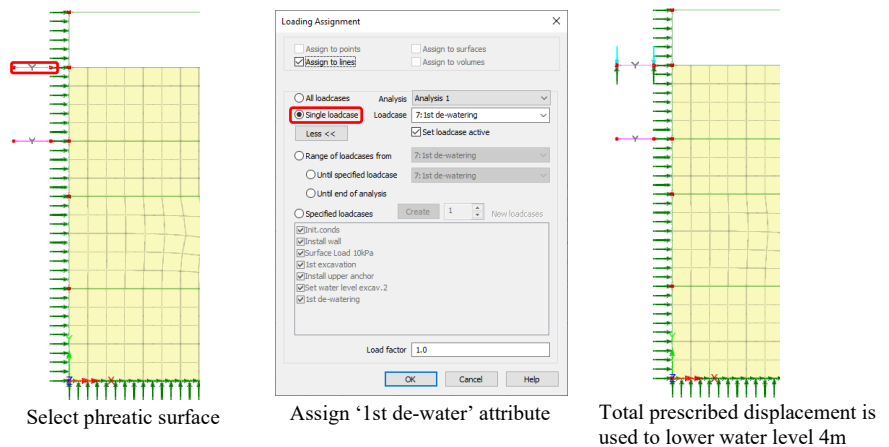 Loading Assignment
Assign to points
Assign to surfaces
Assign to lines
Assign to volumes
All loadcases
Analysis
Analysis 1
Single loadcase
Loadcase
7:1st de-watering
Less <<
Set loadcase active
Range of loadcases from
7:1st de-watering
Until specified loadcase
7:1st de-watering
Until end of analysis
Specified loadcases
Create
1
New loadcases
Init.conds
Install wall
Surface Load 10kPa
1st excavation
Install upper anchor
Set water level excav.2
1st de-watering
Load factor
1.0
OK
Cancel
Help
Y
Y
Y
X
Z
Y
Y
Y
X
Z
Select phreatic surface
Assign ‘1st de-water’ attribute
Total prescribed displacement is
used to lower water level 4m